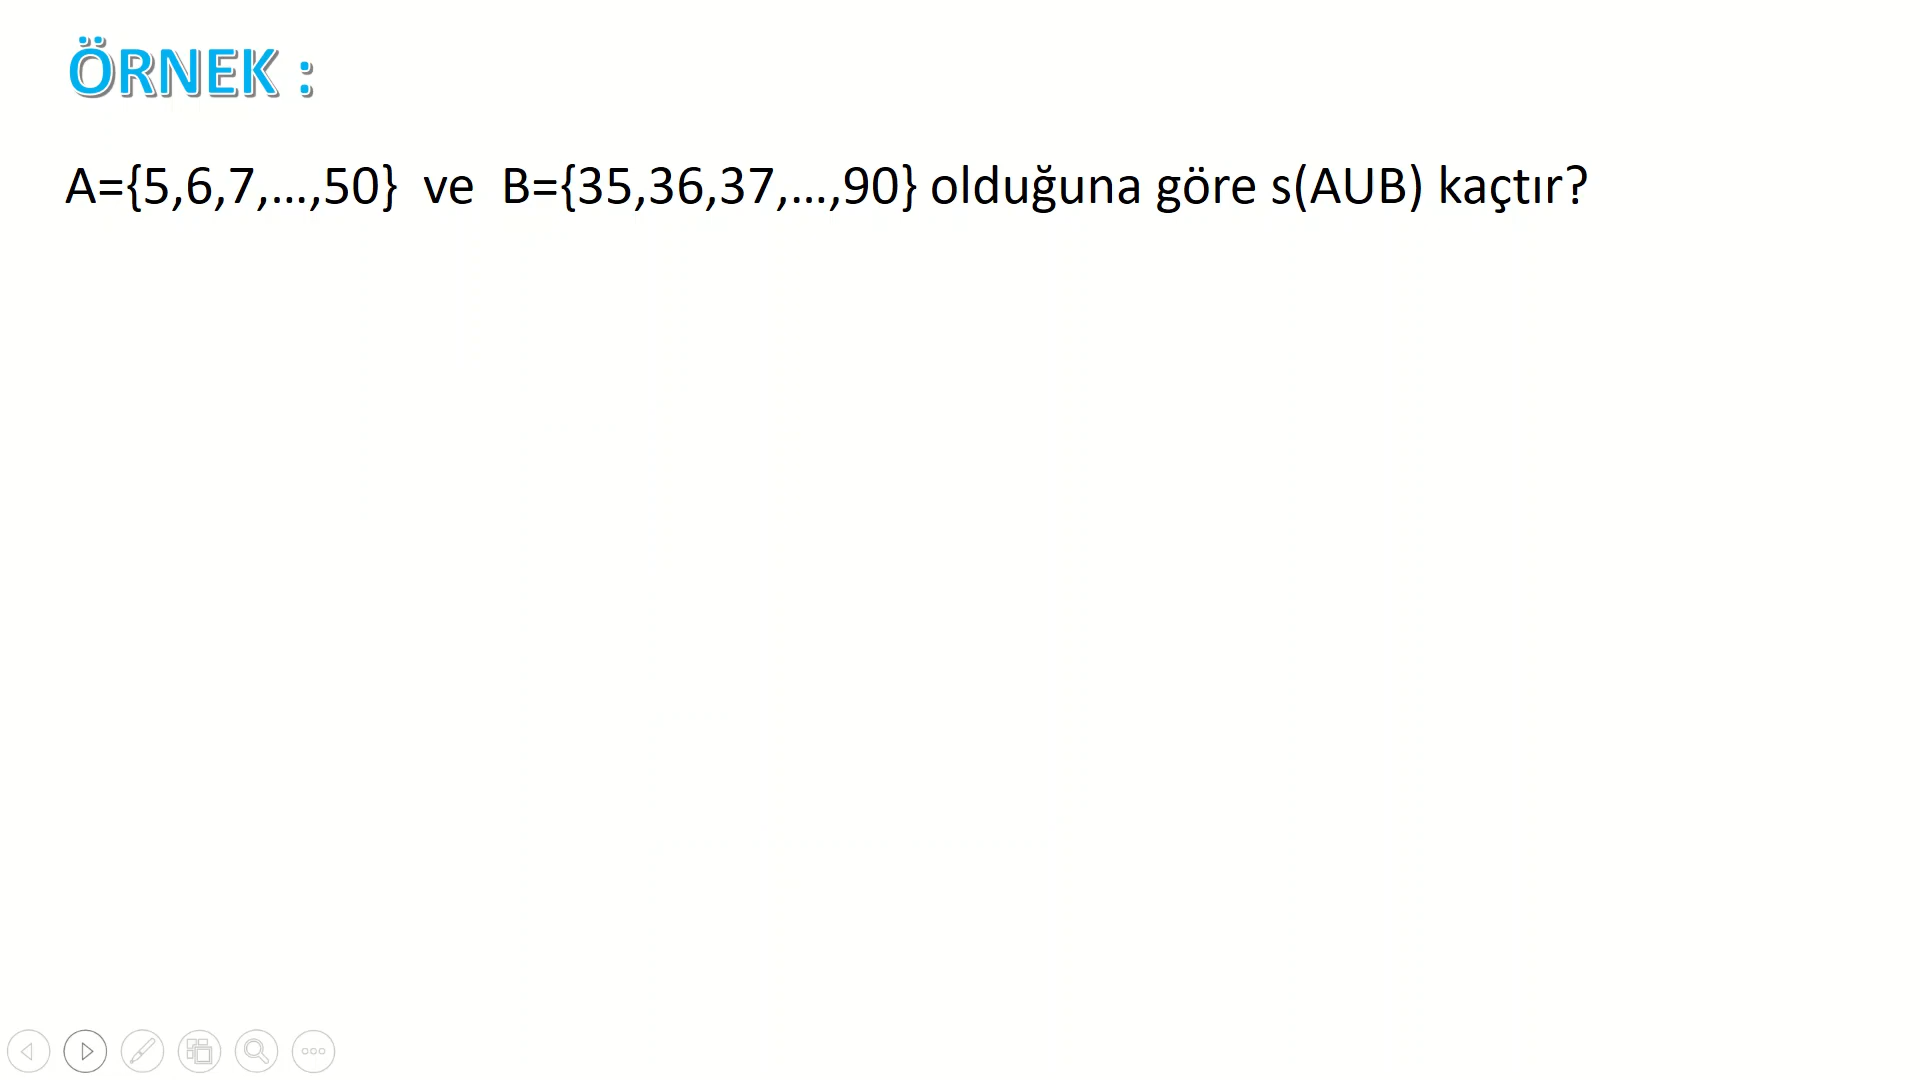 ÖRNEK :
A={5,6,7,...,50} ve B={35,36,37,...,90} olduğuna göre s(AUB) kaçtır?